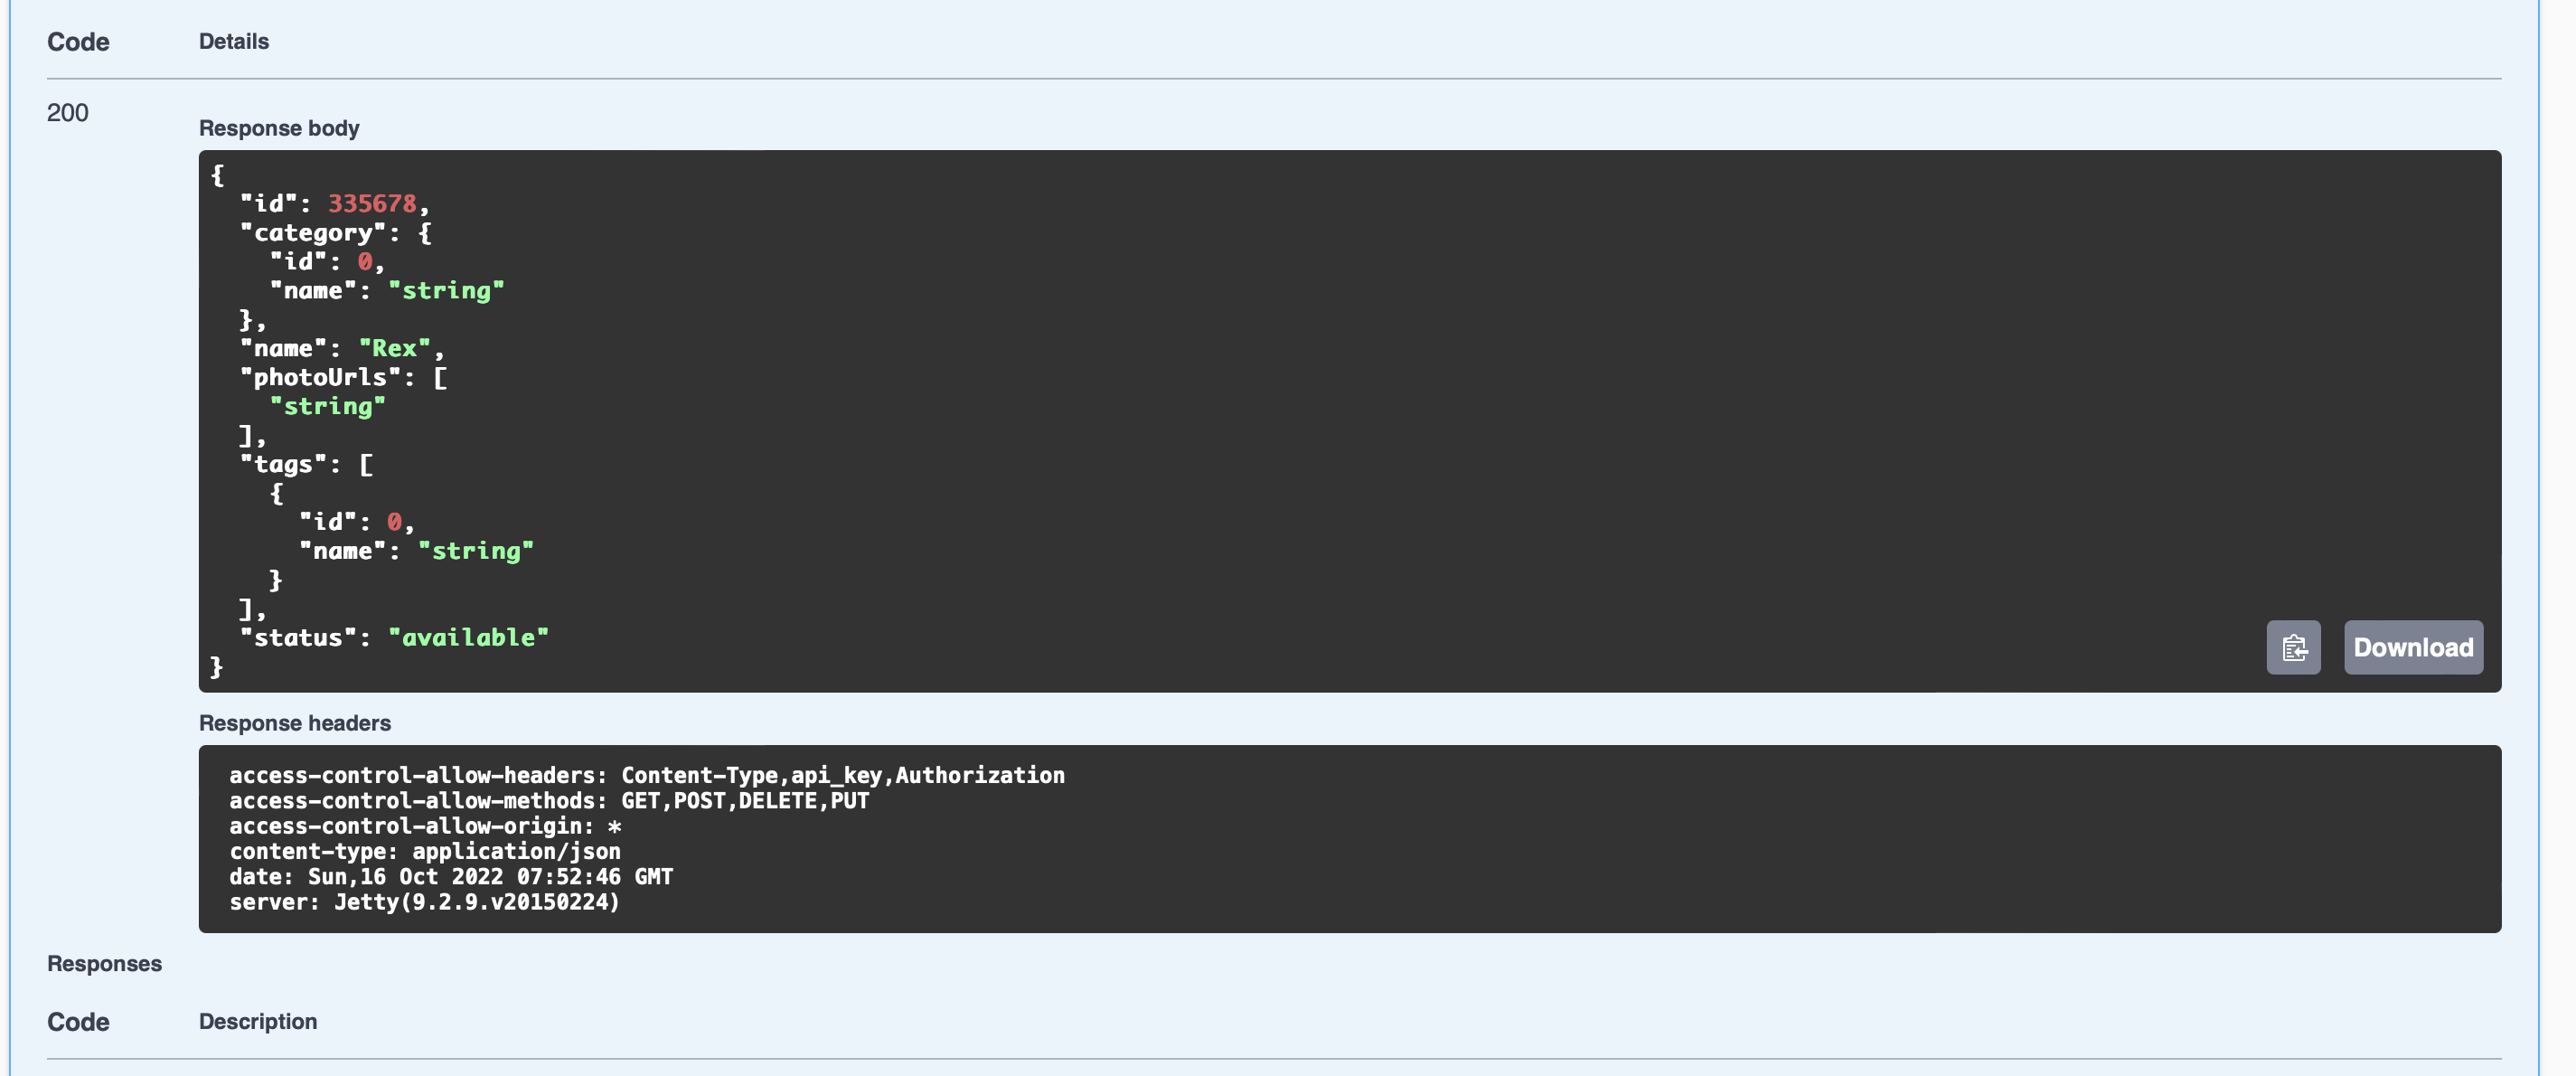 Code Details
200
Response body
{
  "id": 335678,
  "category": {
    "id": 0,
    "name": "string"
  },
  "name": "Rex",
  "photoUrls": [
    "string"
  ],
  "tags": [
    {
      "id": 0,
      "name": "string"
    }
  ],
  "status": "available"
}
Download
Response headers
access-control-allow-headers: Content-Type,api_key,Authorization
access-control-allow-methods: GET,POST,DELETE,PUT
access-control-allow-origin: *
content-type: application/json
date: Sun,16 Oct 2022 07:52:46 GMT
server: Jetty(9.2.9.v20150224)
Responses
Code Description